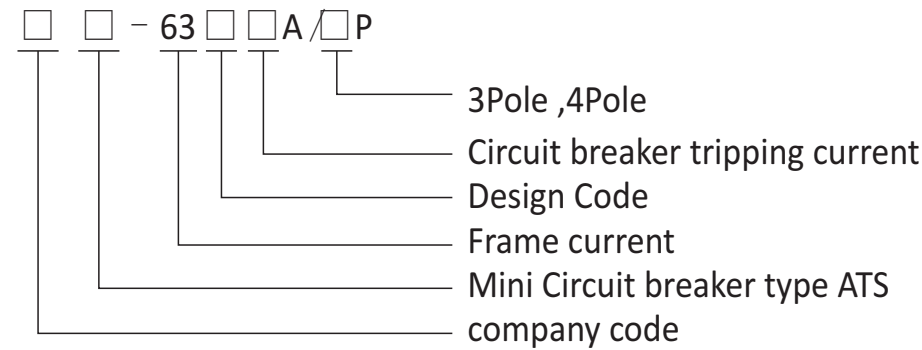 □ □ - 63 □ □ A / □ P
3Pole ,4Pole
Circuit breaker tripping current
Design Code
Frame current
Mini Circuit breaker type ATS
company code